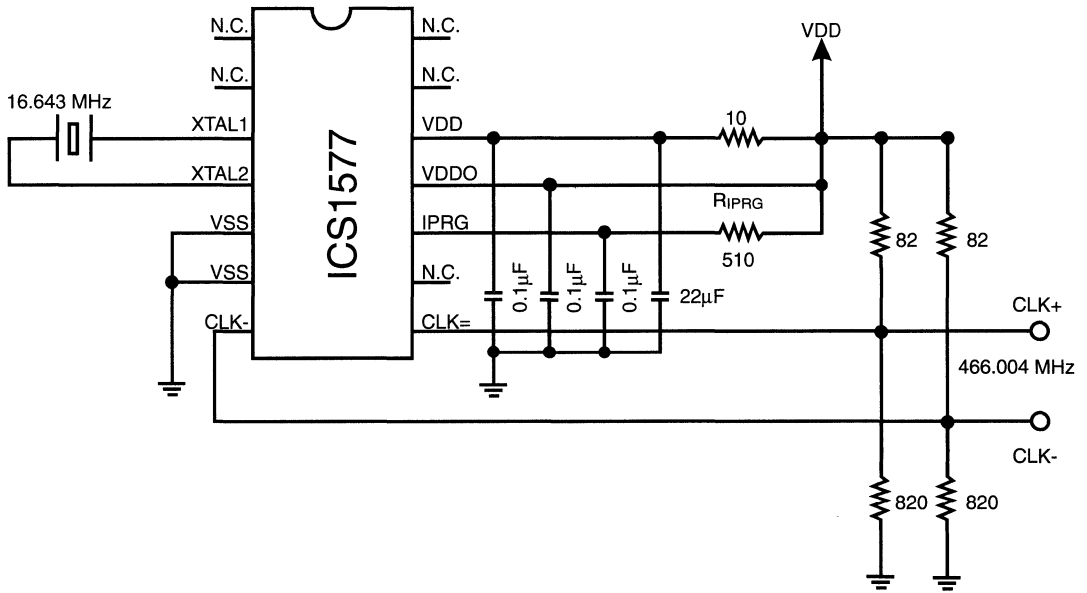 N.C.
N.C.
VDD
N.C.
N.C.
16.643 MHz
XTAL1
VDD
10
XTAL2
VDDO
RIPRG
VSS
IPRG
510
82
82
ICS1577
VSS
N.C.
0.1μF
0.1μF
0.1μF
22μF
CLK-
CLK=
CLK+
466.004 MHz
CLK-
820
820